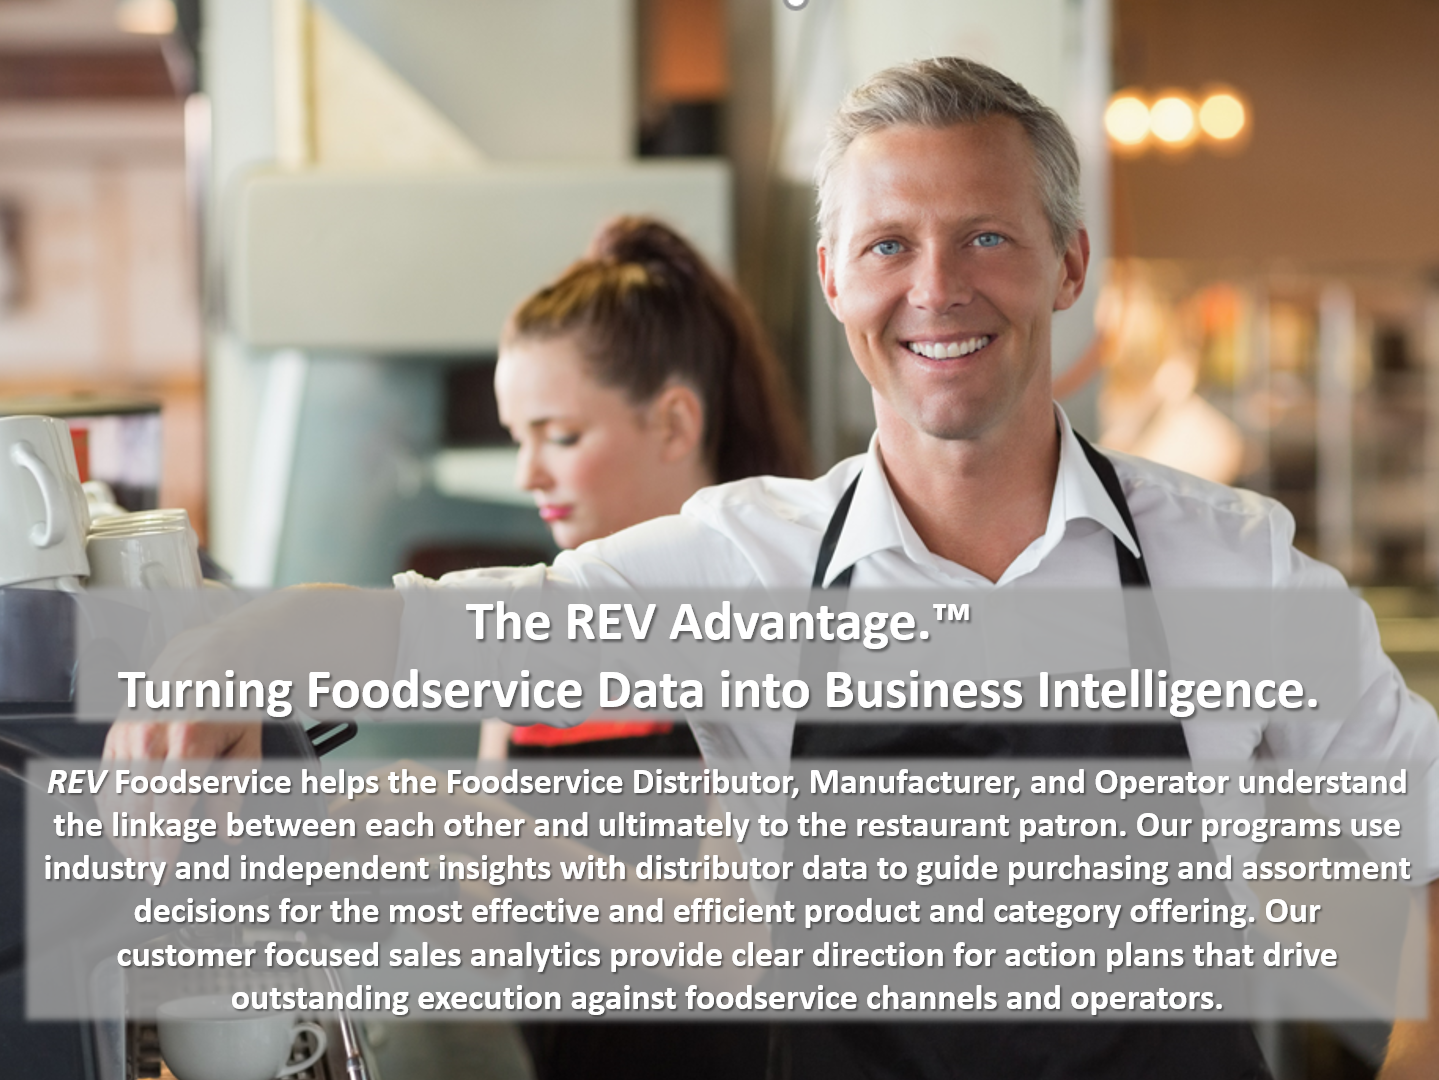 The REV Advantage.™
Turning Foodservice Data into Business Intelligence.
REV Foodservice helps the Foodservice Distributor, Manufacturer, and Operator understand
the linkage between each other and ultimately to the restaurant patron. Our programs use
industry and independent insights with distributor data to guide purchasing and assortment
decisions for the most effective and efficient product and category offering. Our
customer focused sales analytics provide clear direction for action plans that drive
outstanding execution against foodservice channels and operators.